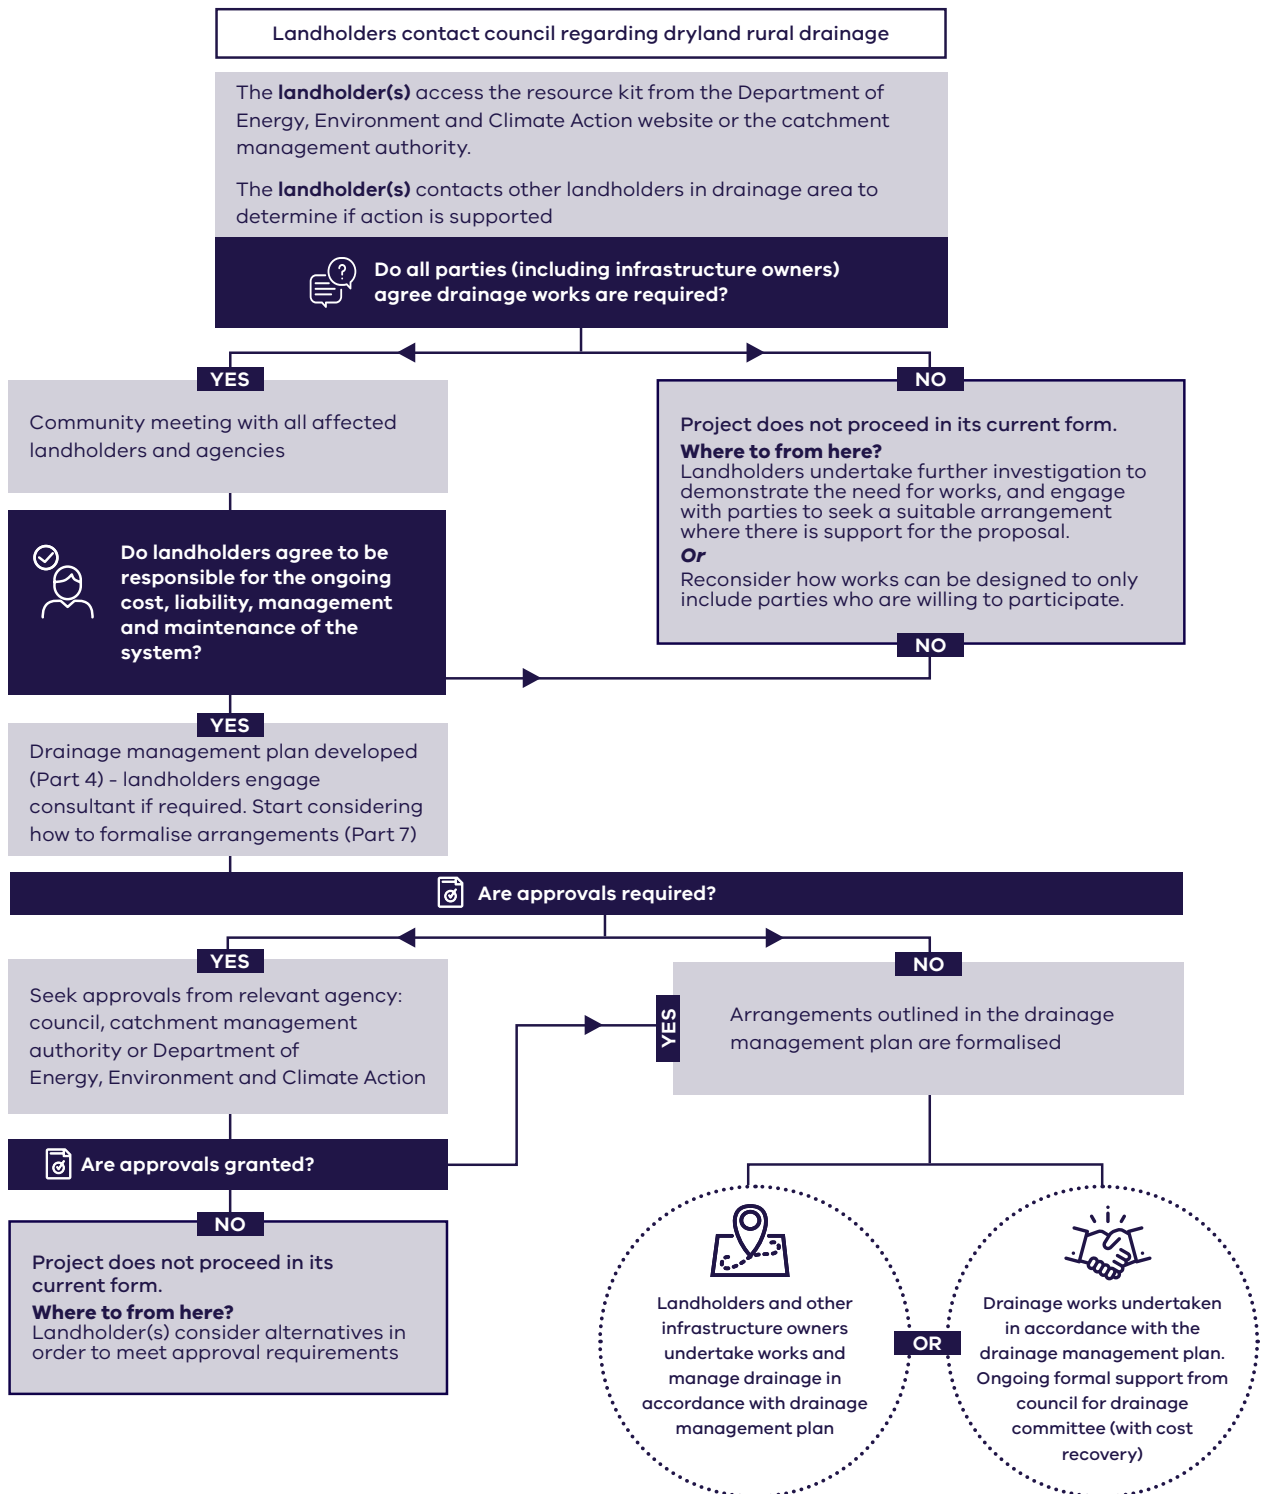 Landholders contact council regarding dryland rural drainage
The landholder(s) access the resource kit from the Department of
Energy, Environment and Climate Action website or the catchment
management authority.
The landholder(s) contacts other landholders in drainage area to
determine if action is supported
Do all parties (including infrastructure owners)
agree drainage works are required?
YES
Community meeting with all affected
landholders and agencies
NO
Project does not proceed in its current form.
Where to from here?
Landholders undertake further investigation to
demonstrate the need for works, and engage
with parties to seek a suitable arrangement
where there is support for the proposal.
Or
Reconsider how works can be designed to only
include parties who are willing to participate.
NO
Do landholders agree to be
responsible for the ongoing
cost, liability, management
and maintenance of the
system?
YES
Drainage management plan developed
(Part 4) - landholders engage
consultant if required. Start considering
how to formalise arrangements (Part 7)
Are approvals required?
YES
Seek approvals from relevant agency:
council, catchment management
authority or Department of
Energy, Environment and Climate Action
NO
YES
Arrangements outlined in the drainage
management plan are formalised
Are approvals granted?
NO
Project does not proceed in its
current form.
Where to from here?
Landholder(s) consider alternatives in
order to meet approval requirements
Landholders and other
infrastructure owners
undertake works and
manage drainage in
accordance with drainage
management plan
OR
Drainage works undertaken
in accordance with the
drainage management plan.
Ongoing formal support from
council for drainage
committee (with cost
recovery)